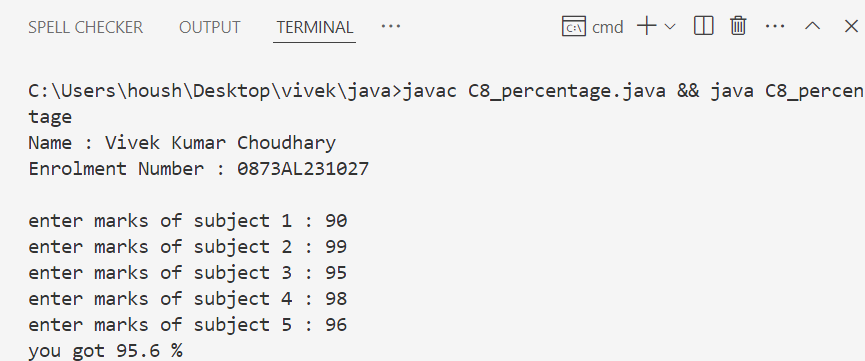 SPELL CHECKER OUTPUT TERMINAL ··· cmd ···
C:\Users\housh\Desktop\vivek\java>javac C8_percentage.java && java C8_percen
tage
Name : Vivek Kumar Choudhary
Enrolment Number : 0873AL231027
enter marks of subject 1 : 90
enter marks of subject 2 : 99
enter marks of subject 3 : 95
enter marks of subject 4 : 98
enter marks of subject 5 : 96
you got 95.6 %